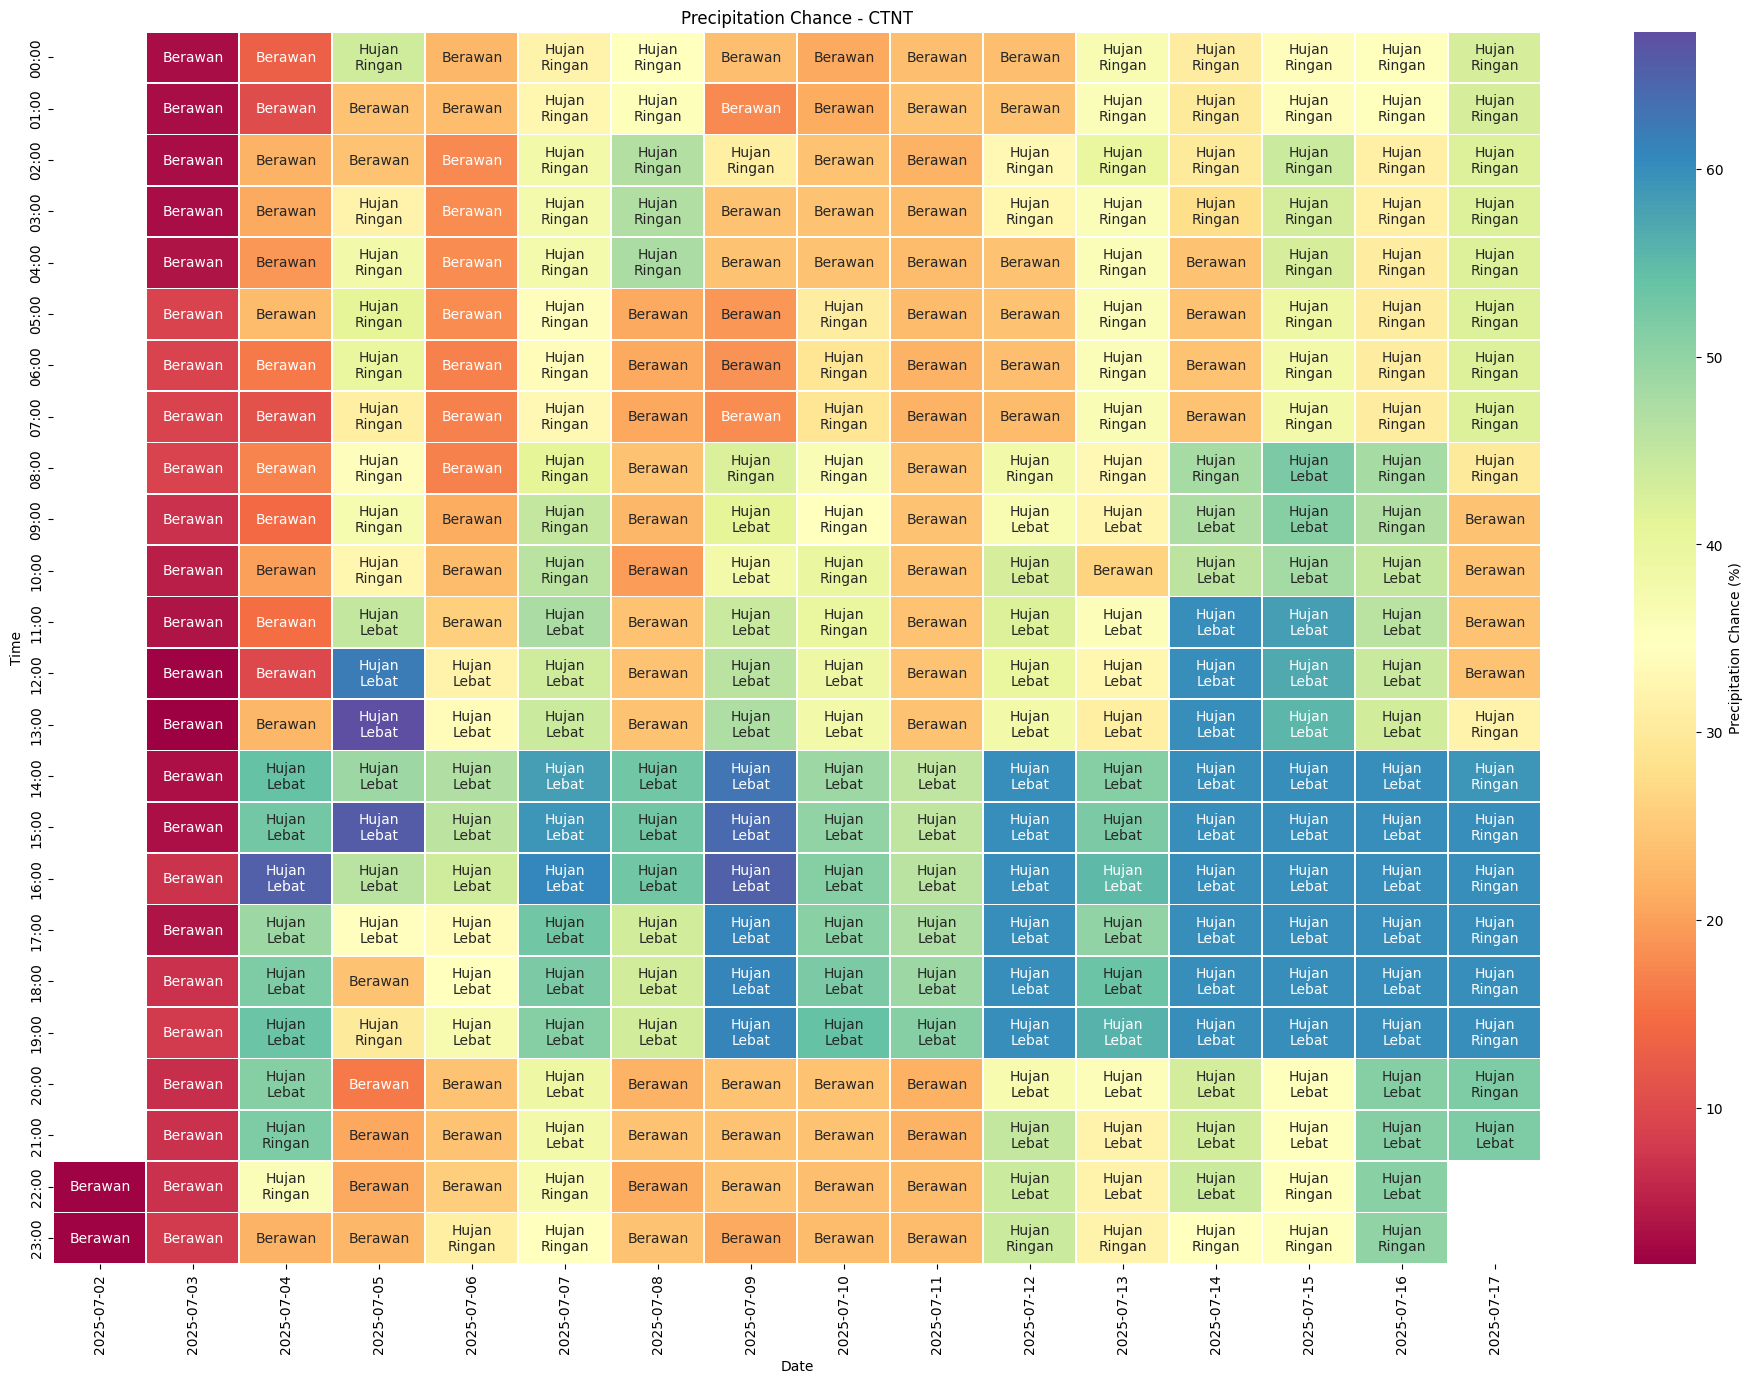 Precipitation Chance - CTNT
00:00 Berawan Berawan Hujan Ringan Berawan Hujan Ringan Hujan Ringan Berawan Berawan Berawan Berawan Hujan Ringan Hujan Ringan Hujan Ringan Hujan Ringan Hujan Ringan
01:00 Berawan Berawan Berawan Berawan Hujan Ringan Hujan Ringan Berawan Berawan Berawan Berawan Hujan Ringan Hujan Ringan Hujan Ringan Hujan Ringan Hujan Ringan
02:00 Berawan Berawan Berawan Berawan Hujan Ringan Hujan Ringan Hujan Ringan Berawan Berawan Hujan Ringan Hujan Ringan Hujan Ringan Hujan Ringan Hujan Ringan Hujan Ringan
03:00 Berawan Berawan Hujan Ringan Berawan Hujan Ringan Hujan Ringan Berawan Berawan Berawan Hujan Ringan Hujan Ringan Hujan Ringan Hujan Ringan Hujan Ringan Hujan Ringan
04:00 Berawan Berawan Hujan Ringan Berawan Hujan Ringan Hujan Ringan Berawan Berawan Berawan Berawan Hujan Ringan Berawan Hujan Ringan Hujan Ringan Hujan Ringan
05:00 Berawan Berawan Hujan Ringan Berawan Hujan Ringan Berawan Berawan Hujan Ringan Berawan Berawan Hujan Ringan Berawan Hujan Ringan Hujan Ringan Hujan Ringan
06:00 Berawan Berawan Hujan Ringan Berawan Hujan Ringan Berawan Berawan Hujan Ringan Berawan Berawan Hujan Ringan Berawan Hujan Ringan Hujan Ringan Hujan Ringan
07:00 Berawan Berawan Hujan Ringan Berawan Hujan Ringan Berawan Berawan Hujan Ringan Berawan Berawan Hujan Ringan Berawan Hujan Ringan Hujan Ringan Hujan Ringan
08:00 Berawan Berawan Hujan Ringan Berawan Hujan Ringan Berawan Hujan Ringan Hujan Ringan Berawan Hujan Ringan Hujan Ringan Hujan Ringan Hujan Lebat Hujan Ringan Hujan Ringan
09:00 Berawan Berawan Hujan Ringan Berawan Hujan Ringan Berawan Hujan Lebat Hujan Ringan Berawan Hujan Lebat Hujan Lebat Hujan Lebat Hujan Lebat Hujan Ringan Berawan
10:00 Berawan Berawan Hujan Ringan Berawan Hujan Ringan Berawan Hujan Lebat Hujan Ringan Berawan Hujan Lebat Berawan Hujan Lebat Hujan Lebat Hujan Lebat Berawan
11:00 Berawan Berawan Hujan Lebat Berawan Hujan Lebat Berawan Hujan Lebat Hujan Ringan Berawan Hujan Lebat Hujan Lebat Hujan Lebat Hujan Lebat Hujan Lebat Berawan
12:00 Berawan Berawan Hujan Lebat Hujan Lebat Hujan Lebat Berawan Hujan Lebat Hujan Lebat Berawan Hujan Lebat Hujan Lebat Hujan Lebat Hujan Lebat Hujan Lebat Berawan
13:00 Berawan Berawan Hujan Lebat Hujan Lebat Hujan Lebat Berawan Hujan Lebat Hujan Lebat Berawan Hujan Lebat Hujan Lebat Hujan Lebat Hujan Lebat Hujan Lebat Hujan Ringan
14:00 Berawan Hujan Lebat Hujan Lebat Hujan Lebat Hujan Lebat Hujan Lebat Hujan Lebat Hujan Lebat Hujan Lebat Hujan Lebat Hujan Lebat Hujan Lebat Hujan Lebat Hujan Lebat Hujan Ringan
15:00 Berawan Hujan Lebat Hujan Lebat Hujan Lebat Hujan Lebat Hujan Lebat Hujan Lebat Hujan Lebat Hujan Lebat Hujan Lebat Hujan Lebat Hujan Lebat Hujan Lebat Hujan Lebat Hujan Ringan
16:00 Berawan Hujan Lebat Hujan Lebat Hujan Lebat Hujan Lebat Hujan Lebat Hujan Lebat Hujan Lebat Hujan Lebat Hujan Lebat Hujan Lebat Hujan Lebat Hujan Lebat Hujan Lebat Hujan Ringan
17:00 Berawan Hujan Lebat Hujan Lebat Hujan Lebat Hujan Lebat Hujan Lebat Hujan Lebat Hujan Lebat Hujan Lebat Hujan Lebat Hujan Lebat Hujan Lebat Hujan Lebat Hujan Lebat Hujan Ringan
18:00 Berawan Hujan Lebat Berawan Hujan Lebat Hujan Lebat Hujan Lebat Hujan Lebat Hujan Lebat Hujan Lebat Hujan Lebat Hujan Lebat Hujan Lebat Hujan Lebat Hujan Lebat Hujan Ringan
19:00 Berawan Hujan Lebat Hujan Ringan Hujan Lebat Hujan Lebat Hujan Lebat Hujan Lebat Hujan Lebat Hujan Lebat Hujan Lebat Hujan Lebat Hujan Lebat Hujan Lebat Hujan Lebat Hujan Ringan
20:00 Berawan Hujan Lebat Berawan Berawan Hujan Lebat Berawan Berawan Berawan Berawan Hujan Lebat Hujan Lebat Hujan Lebat Hujan Lebat Hujan Lebat Hujan Ringan
21:00 Berawan Hujan Ringan Berawan Berawan Hujan Lebat Berawan Berawan Berawan Berawan Hujan Lebat Hujan Lebat Hujan Lebat Hujan Lebat Hujan Lebat Hujan Lebat
22:00 Berawan Berawan Hujan Ringan Berawan Berawan Hujan Ringan Berawan Berawan Berawan Berawan Hujan Lebat Hujan Lebat Hujan Lebat Hujan Ringan Hujan Lebat
23:00 Berawan Berawan Berawan Berawan Hujan Ringan Hujan Ringan Berawan Berawan Berawan Berawan Hujan Ringan Hujan Ringan Hujan Ringan Hujan Ringan Hujan Ringan
Time
2025-07-02 2025-07-03 2025-07-04 2025-07-05 2025-07-06 2025-07-07 2025-07-08 2025-07-09 2025-07-10 2025-07-11 2025-07-12 2025-07-13 2025-07-14 2025-07-15 2025-07-16 2025-07-17
Date
60
50
40
30
20
10
Precipitation Chance (%)